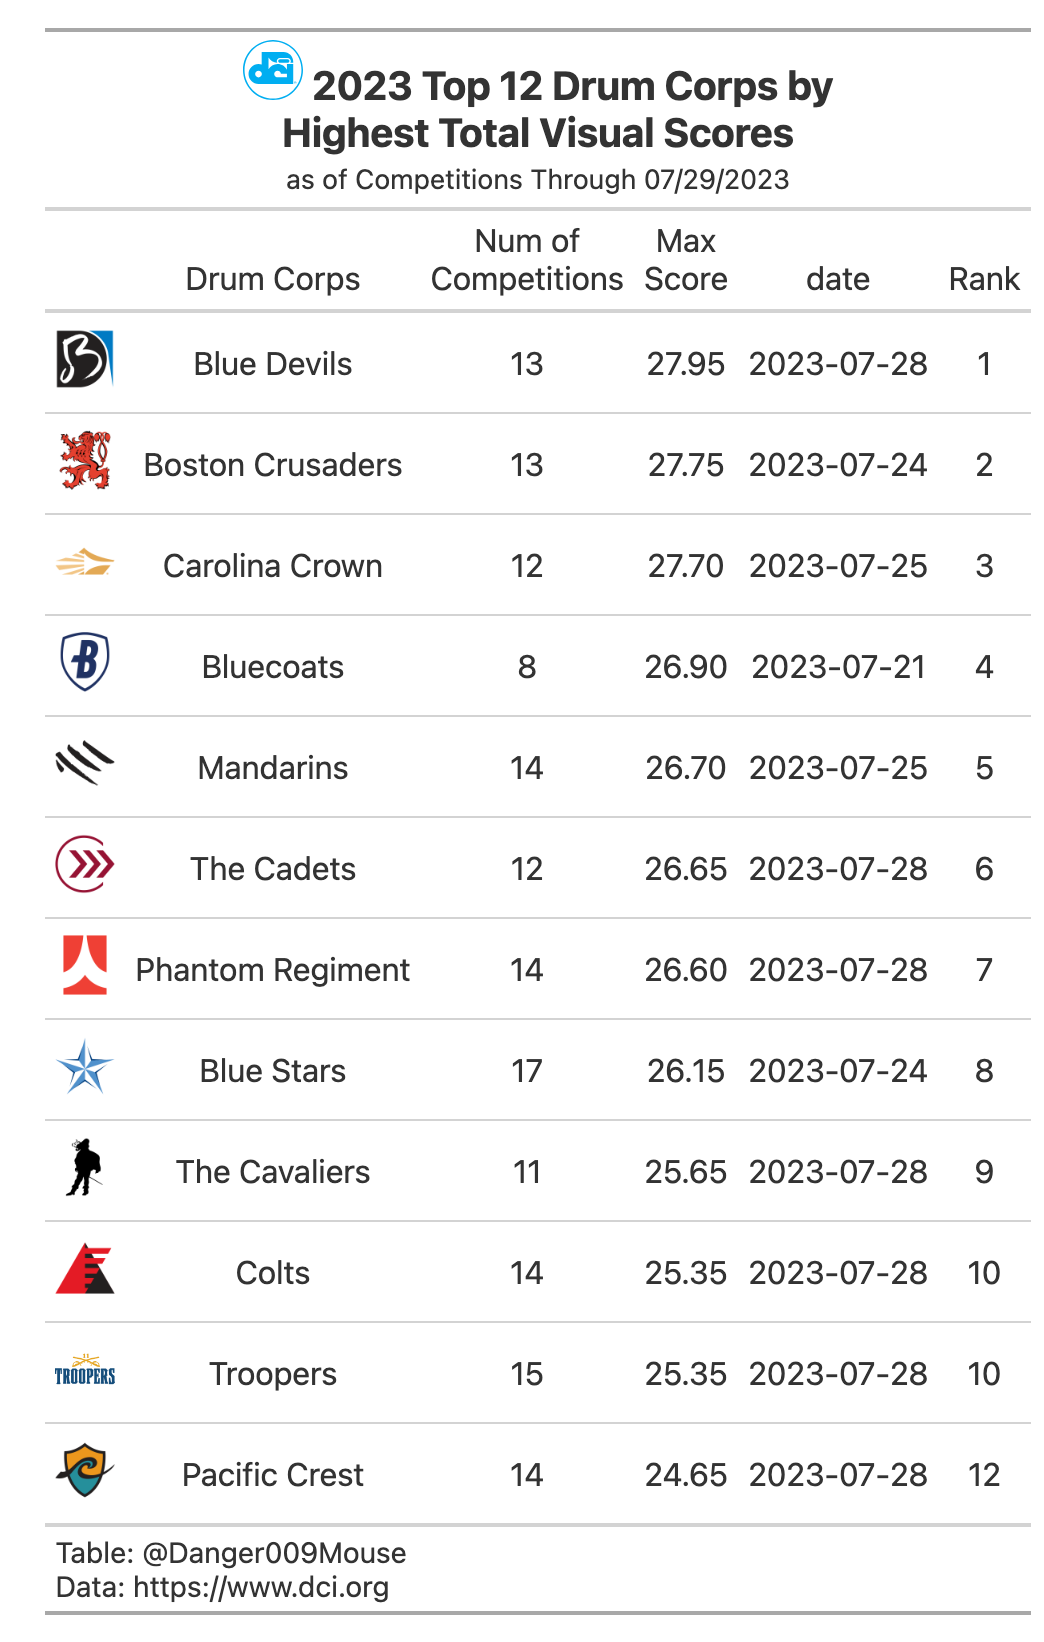 dci 2023 Top 12 Drum Corps by
Highest Total Visual Scores
as of Competitions Through 07/29/2023
Drum Corps Num of Competitions Max Score date Rank
B Blue Devils 13 27.95 2023-07-28 1
Boston Crusaders 13 27.75 2023-07-24 2
Carolina Crown 12 27.70 2023-07-25 3
B Bluecoats 8 26.90 2023-07-21 4
Mandarins 14 26.70 2023-07-25 5
The Cadets 12 26.65 2023-07-28 6
Phantom Regiment 14 26.60 2023-07-28 7
Blue Stars 17 26.15 2023-07-24 8
The Cavaliers 11 25.65 2023-07-28 9
Colts 14 25.35 2023-07-28 10
TROOPERS Troopers 15 25.35 2023-07-28 10
Pacific Crest 14 24.65 2023-07-28 12
Table: @Danger009Mouse
Data: https://www.dci.org